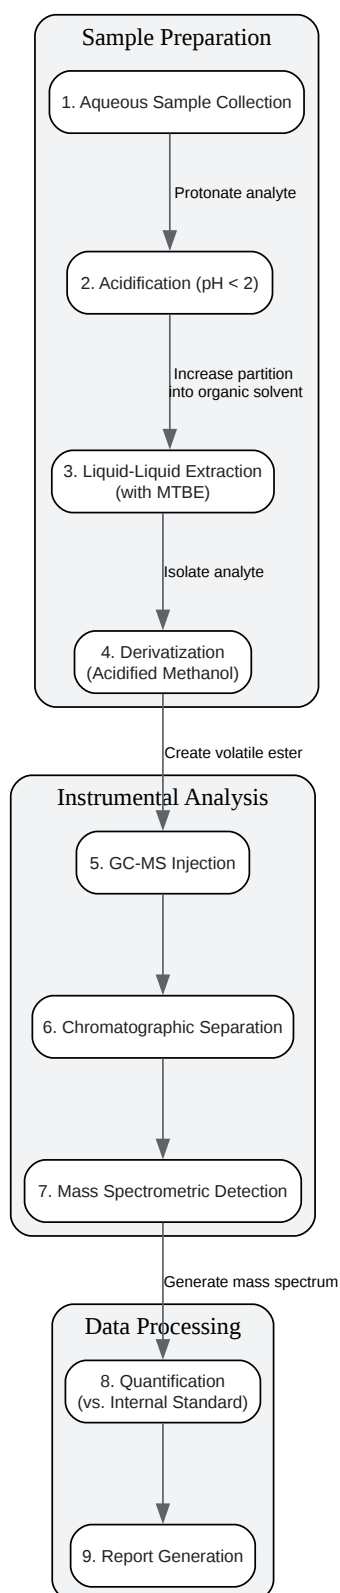 Sample Preparation
1. Aqueous Sample Collection
Protonate analyte
2. Acidification (pH < 2)
Increase partition
into organic solvent
3. Liquid-Liquid Extraction
(with MTBE)
Isolate analyte
4. Derivatization
(Acidified Methanol)
Create volatile ester
Instrumental Analysis
5. GC-MS Injection
6. Chromatographic Separation
7. Mass Spectrometric Detection
Generate mass spectrum
Data Processing
8. Quantification
(vs. Internal Standard)
9. Report Generation